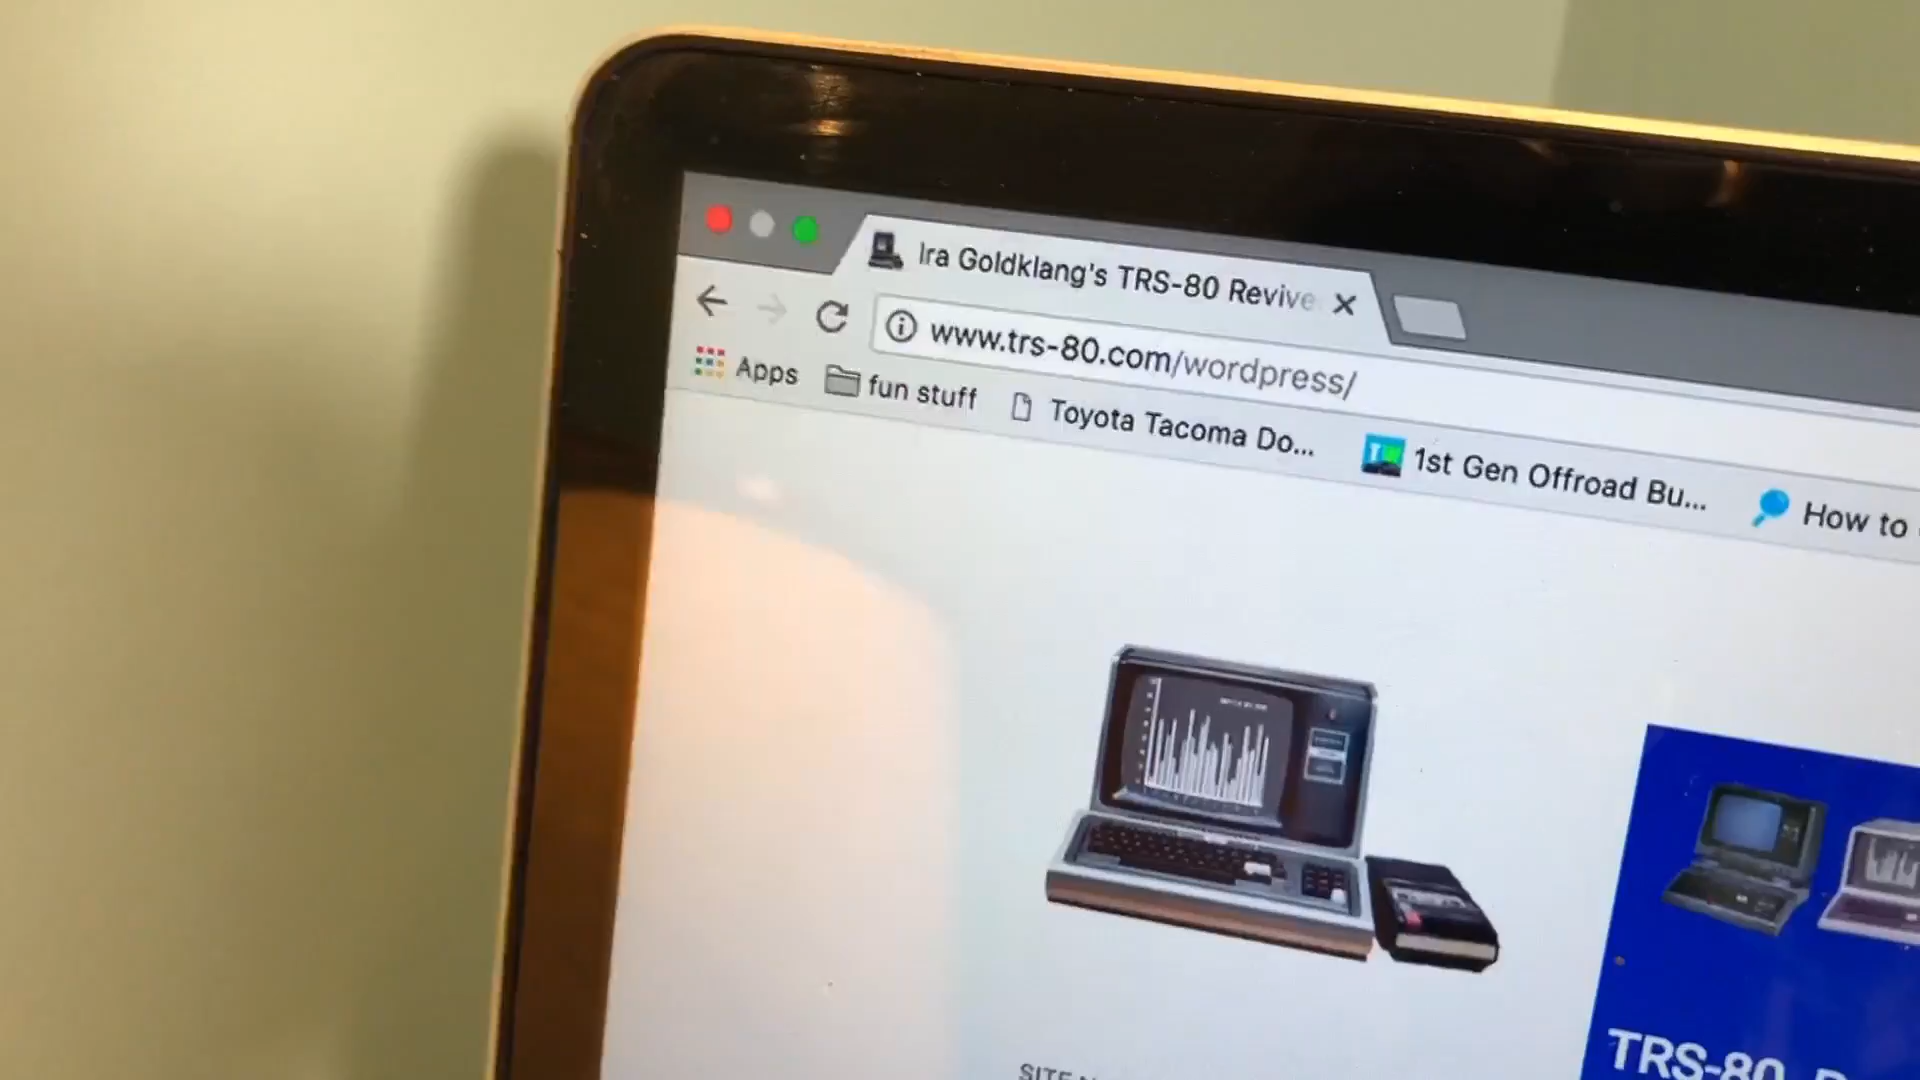 Ira Goldklang's TRS-80 Revive
www.trs-80.com/wordpress/
Apps fun stuff Toyota Tacoma Do... 1st Gen Offroad Bu... How to
TRS-80
SITE